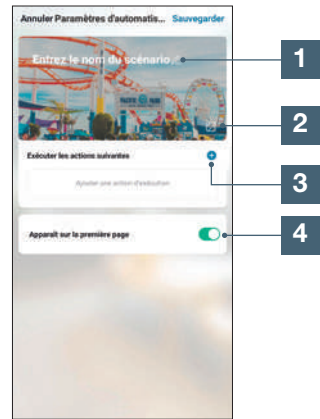 Annuler Paramètres d'automatis... Sauvegarder
Entrez le nom du scénario
1
2
Exécuter les actions suivantes
3
Ajouter une action d'exécution
Apparaît sur la première page
4